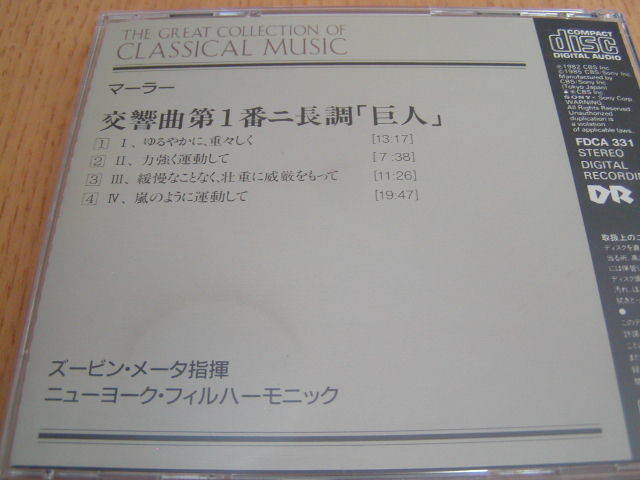 THE GREAT COLLECTION OF
CLASSICAL MUSIC
マーラー
交響曲第1番ニ長調「巨人」
1 I、ゆるやかに、重々しく [13:17]
2 II、力強く運動して [7:38]
3 III、緩慢なことなく、壮重に威厳をもって [11:26]
4 IV、嵐のように運動して [19:47]
ズービン・メータ指揮
ニューヨーク・フィルハーモニック
COMPACT
disc
DIGITAL AUDIO
℗1982 CBS Inc.
©1985 CBS/Sony Inc.
Manufactured by
CBS/Sony Inc.
(Tokyo Japan)
CBS Inc.
SONY Sony Corp.
WARNING:
All Rights Reserved
Unauthorized
duplication is
a violation
of applicable laws.
FDCA 331
STEREO
DIGITAL
RECORDIN
DR
取扱上のご